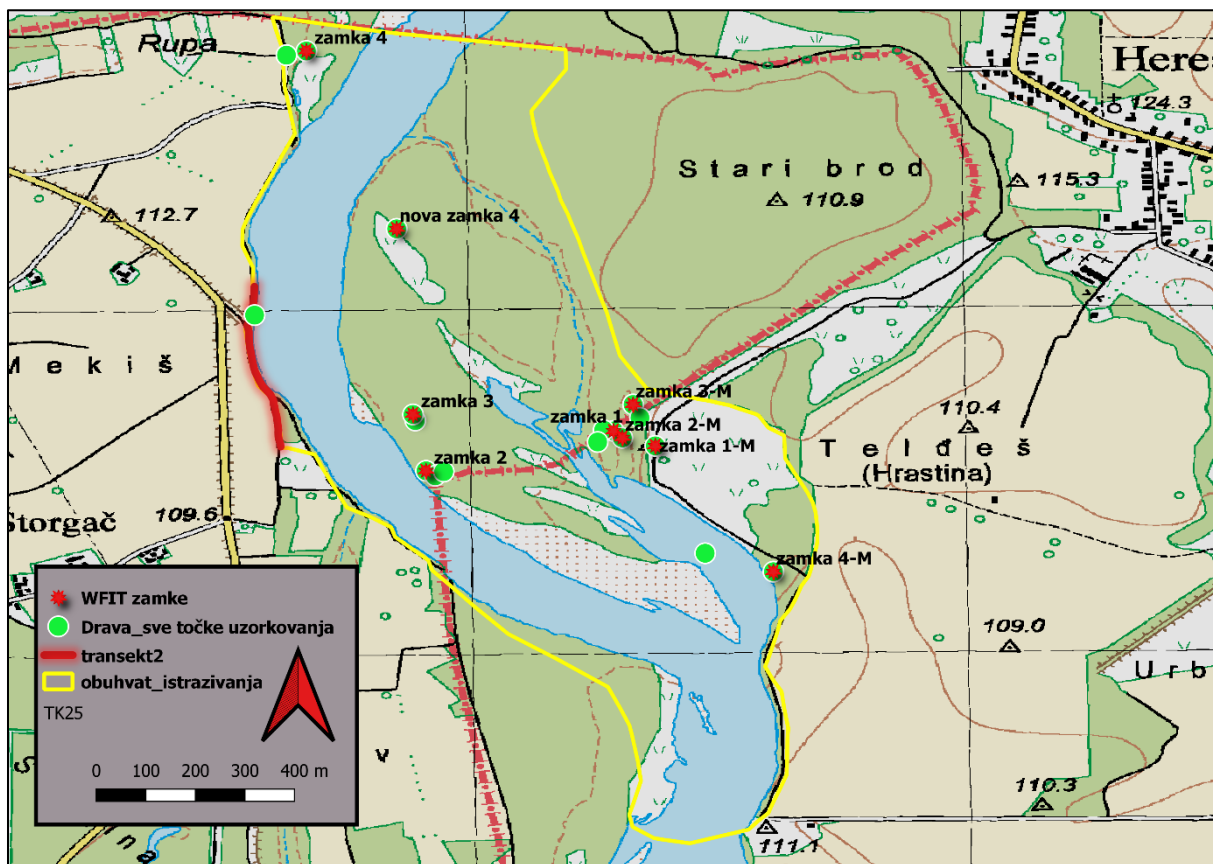 Rupa
zamka 4
Heres
124.3
Stari brod
110.9
115.3
112.7
nova zamka 4
Mekiš
zamka 3
zamka 3-M
zamka 1
zamka 2-M
zamka 1-M
110.4
Telđeš
(Hrastina)
zamka 2
Storgač
109.6
zamka 4-M
109.0
Urb
WFIT zamke
Drava_sve točke uzorkovanja
transekt2
obuhvat_istrazivanja
TK25
0 100 200 300 400 m
s
v
110.3
111.1
na